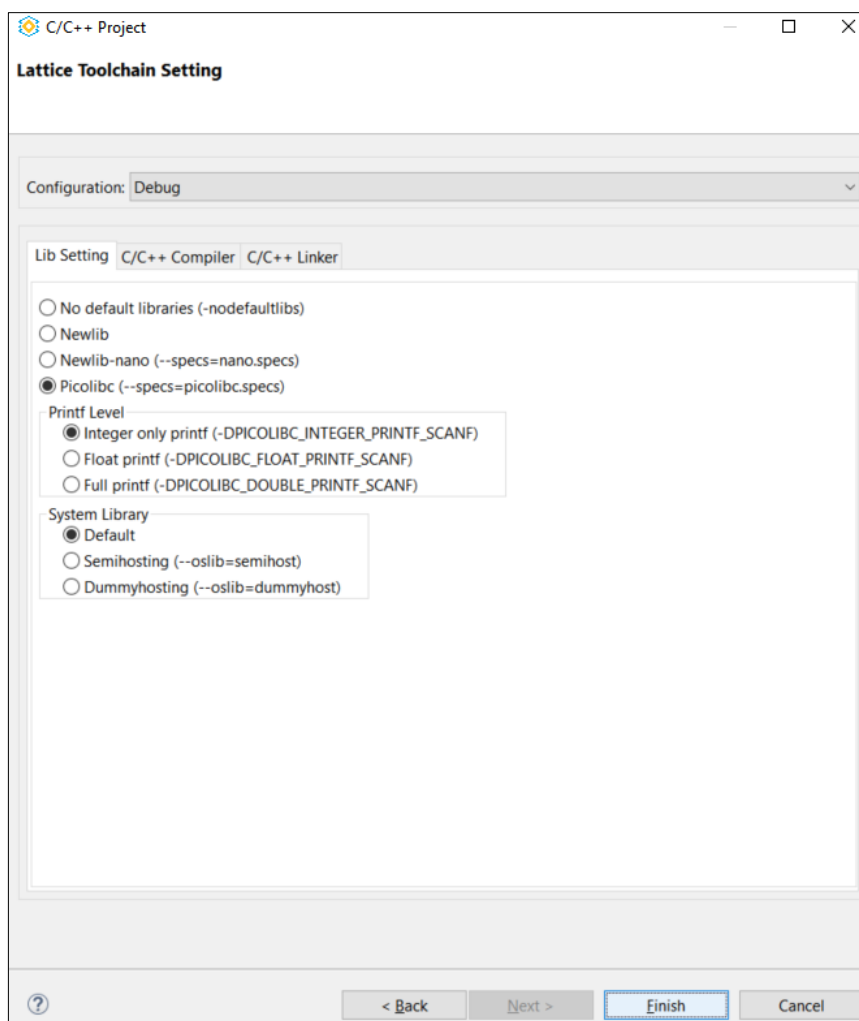 C/C++ Project
Lattice Toolchain Setting
Configuration: Debug
Lib Setting C/C++ Compiler C/C++ Linker
No default libraries (-nodefaultlibs)
Newlib
Newlib-nano (--specs=nano.specs)
Picolibc (--specs=picolibc.specs)
Printf Level
Integer only printf (-DPICOLIBC_INTEGER_PRINTF_SCANF)
Float printf (-DPICOLIBC_FLOAT_PRINTF_SCANF)
Full printf (-DPICOLIBC_DOUBLE_PRINTF_SCANF)
System Library
Default
Semihosting (--oslib=semihost)
Dummyhosting (--oslib=dummyhost)
? < Back Next > Finish Cancel